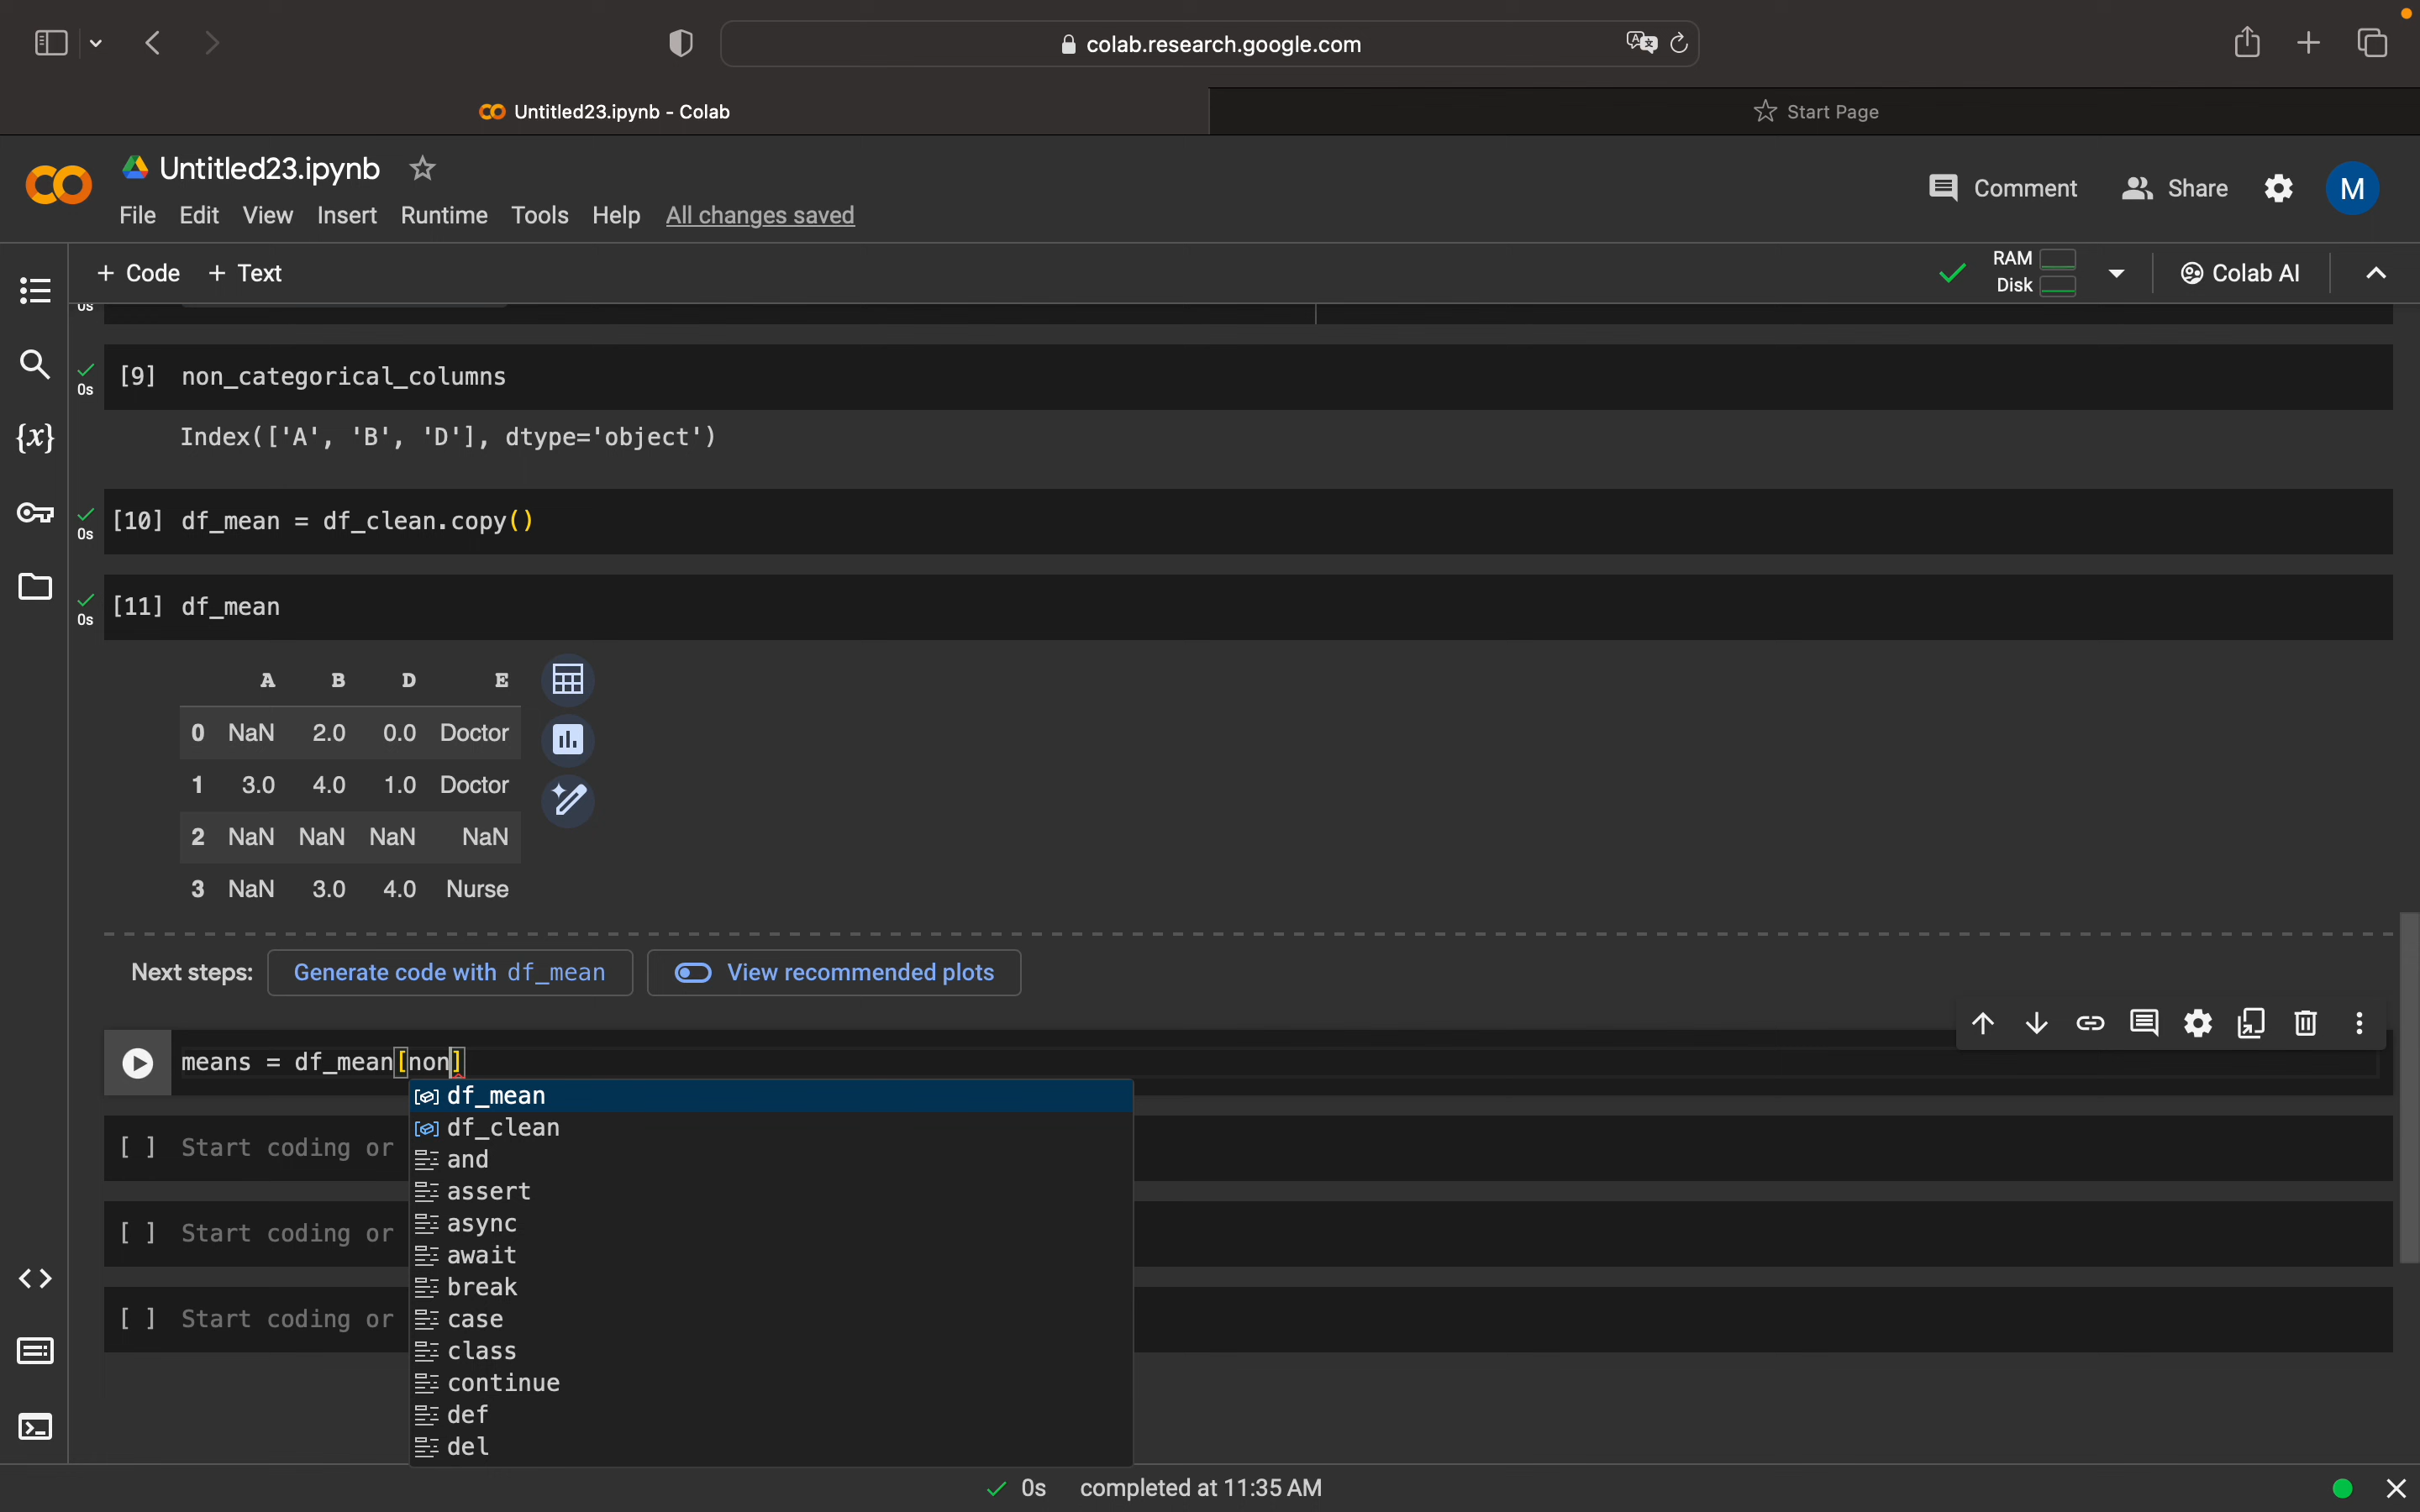 colab.research.google.com
Untitled23.ipynb - Colab
Start Page
Untitled23.ipynb
Comment
Share
M
File Edit View Insert Runtime Tools Help All changes saved
+ Code + Text
RAM
Disk
Colab AI
0s
[9] non_categorical_columns
0s
Index(['A', 'B', 'D'], dtype='object')
[10] df_mean = df_clean.copy()
0s
[11] df_mean
0s
A B D E
0 NaN 2.0 0.0 Doctor
1 3.0 4.0 1.0 Doctor
2 NaN NaN NaN NaN
3 NaN 3.0 4.0 Nurse
Next steps: Generate code with df_mean View recommended plots
means = df_mean[non]
df_mean
df_clean
and
[ ] Start coding or
assert
async
[ ] Start coding or
await
break
case
[ ] Start coding or
class
continue
def
del
0s completed at 11:35 AM
{x}